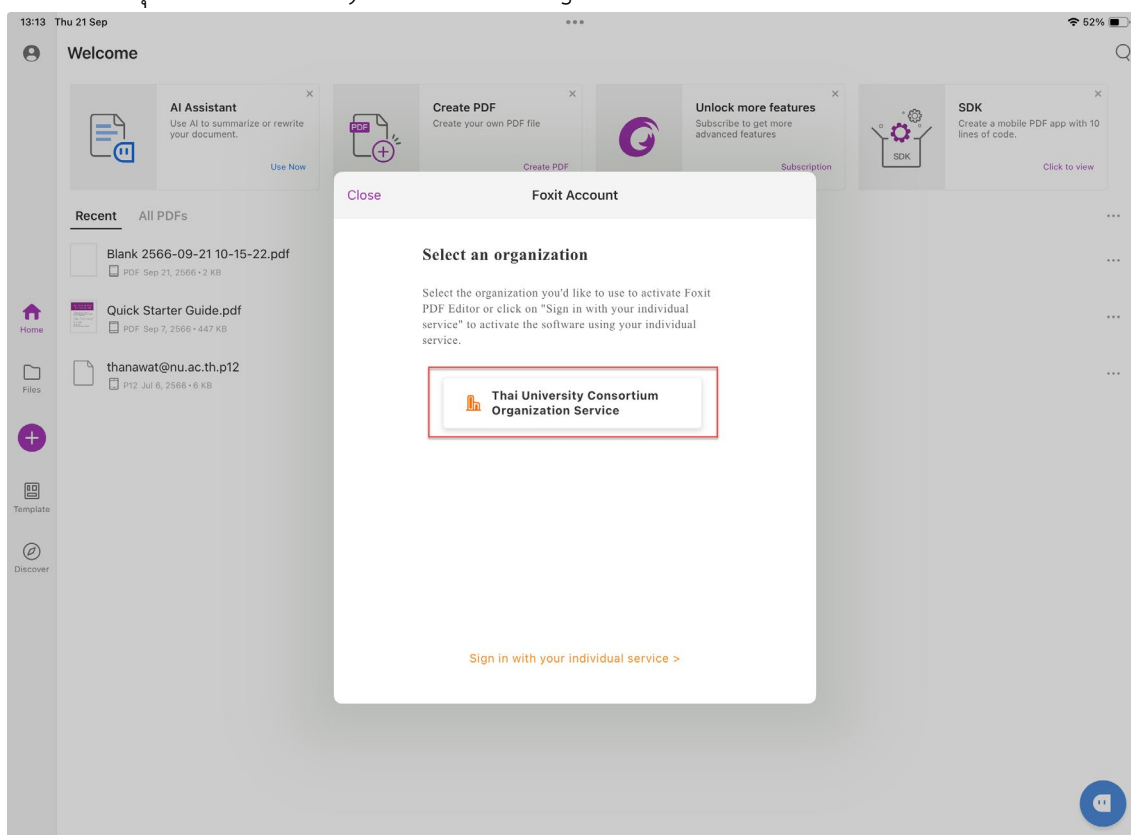 13:13 Thu 21 Sep
52%
Welcome
AI Assistant
Use AI to summarize or rewrite
your document.
Use Now
PDF
Create PDF
Create your own PDF file
Create PDF
Unlock more features
Subscribe to get more
advanced features
Subscription
SDK
SDK
Create a mobile PDF app with 10
lines of code.
Click to view
Close
Foxit Account
Recent
All PDFs
Blank 2566-09-21 10-15-22.pdf
PDF Sep 21, 2566 • 2 KB
Quick Starter Guide.pdf
PDF Sep 7, 2566 • 447 KB
thanawat@nu.ac.th.p12
P12 Jul 6, 2566 • 6 KB
Home
Files
Template
Discover
Select an organization
Select the organization you'd like to use to activate Foxit
PDF Editor or click on "Sign in with your individual
service" to activate the software using your individual
service.
Thai University Consortium
Organization Service
Sign in with your individual service >